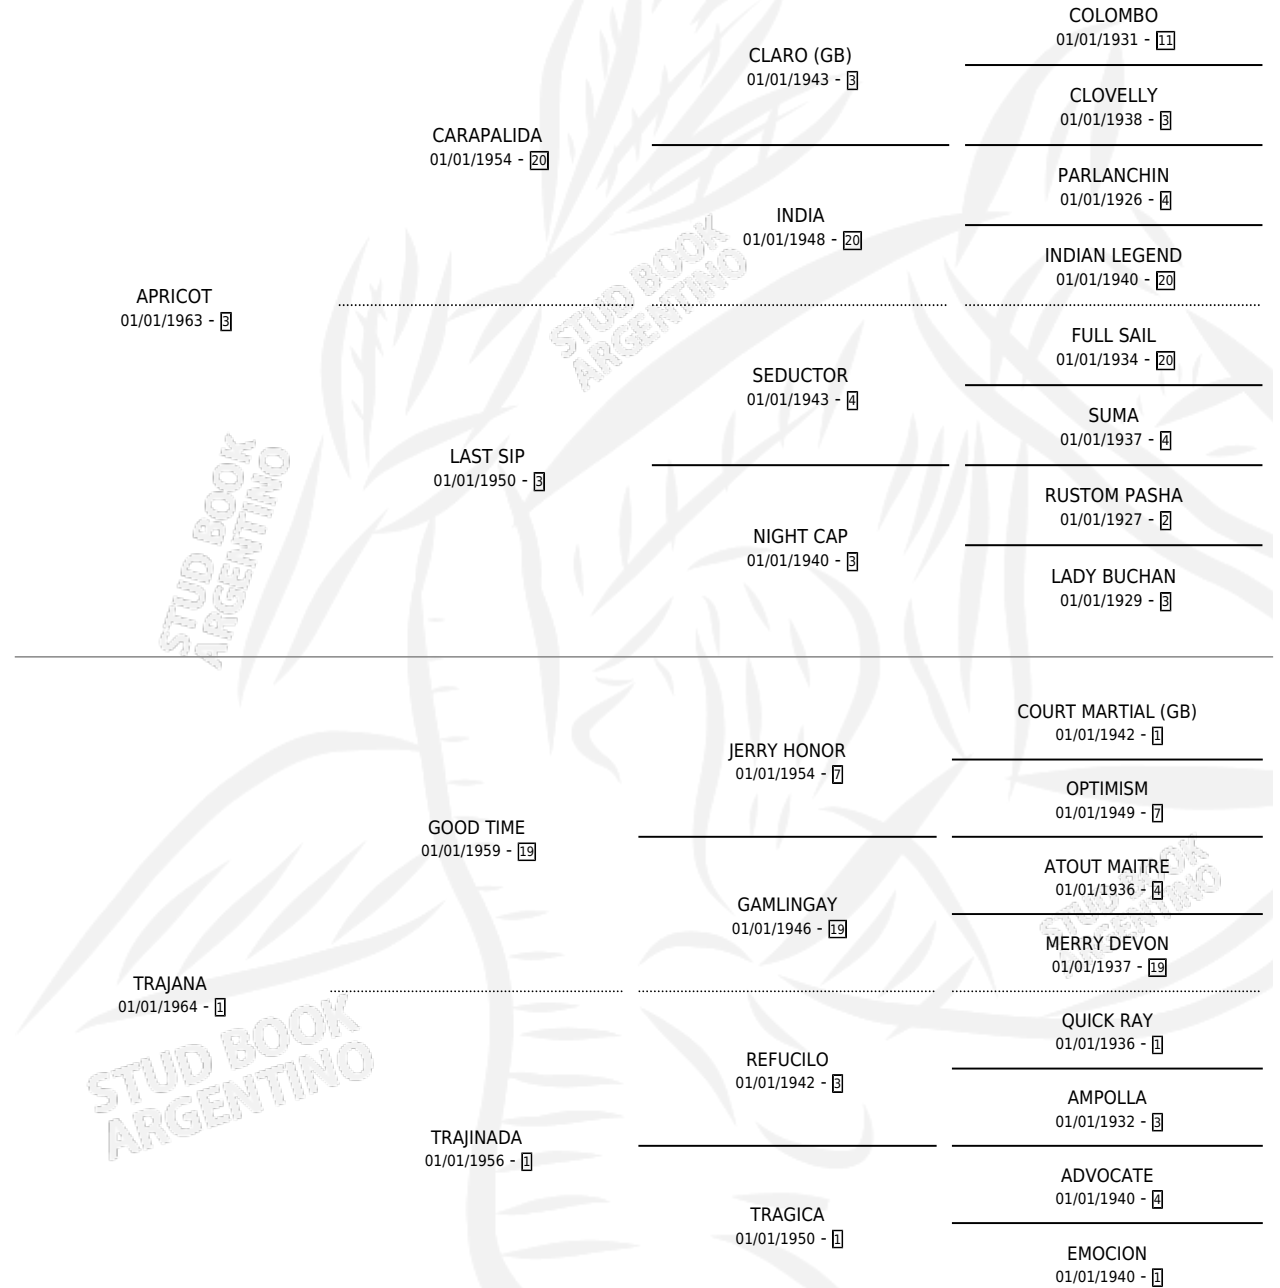 COLOMBO
01/01/1931 - 11
CLARO (GB)
01/01/1943 - 3
CLOVELLY
01/01/1938 - 3
CARAPALIDA
01/01/1954 - 20
PARLANCHIN
01/01/1926 - 4
INDIA
01/01/1948 - 20
INDIAN LEGEND
01/01/1940 - 20
APRICOT
01/01/1963 - 3
FULL SAIL
01/01/1934 - 20
SEDUCTOR
01/01/1943 - 4
SUMA
01/01/1937 - 4
LAST SIP
01/01/1950 - 3
RUSTOM PASHA
01/01/1927 - 2
NIGHT CAP
01/01/1940 - 3
LADY BUCHAN
01/01/1929 - 3
COURT MARTIAL (GB)
01/01/1942 - 1
JERRY HONOR
01/01/1954 - 7
OPTIMISM
01/01/1949 - 7
GOOD TIME
01/01/1959 - 19
ATOUT MAITRE
01/01/1936 - 4
GAMLINGAY
01/01/1946 - 19
MERRY DEVON
01/01/1937 - 19
TRAJANA
01/01/1964 - 1
QUICK RAY
01/01/1936 - 1
REFUCILO
01/01/1942 - 3
AMPOLLA
01/01/1932 - 3
TRAJINADA
01/01/1956 - 1
ADVOCATE
01/01/1940 - 4
TRAGICA
01/01/1950 - 1
EMOCION
01/01/1940 - 1
STUD BOOK
ARGENTINO
STUD BOOK
ARGENTINO
STUD BOOK
ARGENTINO
STUD BOOK
ARGENTINO